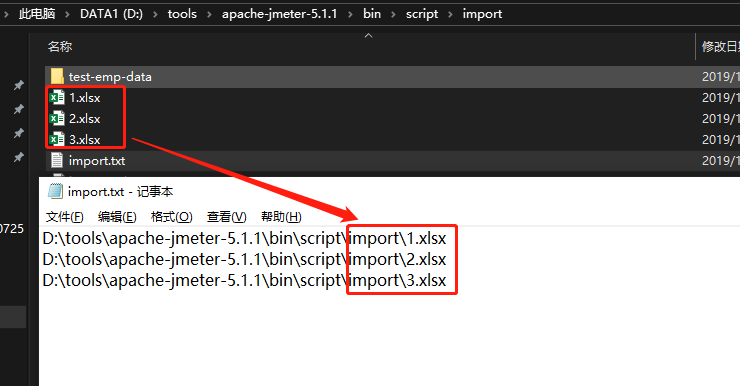 此电脑 > DATA1 (D:) > tools > apache-jmeter-5.1.1 > bin > script > import
名称 修改日期
test-emp-data 2019/1
1.xlsx 2019/1
2.xlsx 2019/1
3.xlsx 2019/1
import.txt 2019/1
import.txt - 记事本
文件(F) 编辑(E) 格式(O) 查看(V) 帮助(H)
0725
D:\tools\apache-jmeter-5.1.1\bin\script\import\1.xlsx
D:\tools\apache-jmeter-5.1.1\bin\script\import\2.xlsx
D:\tools\apache-jmeter-5.1.1\bin\script\import\3.xlsx